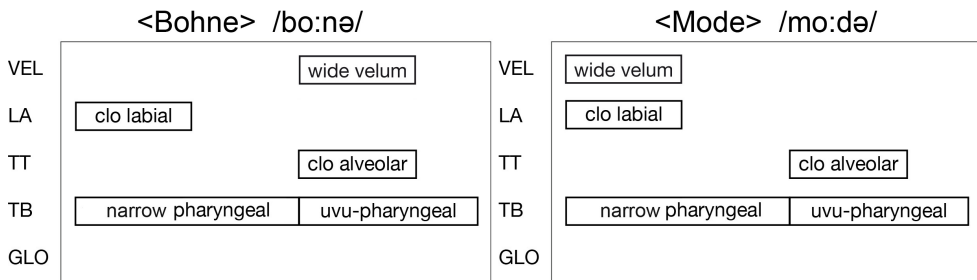 <Bohne> /bo:nə/
VEL wide velum
LA clo labial
TT clo alveolar
TB narrow pharyngeal uvu-pharyngeal
GLO
<Mode> /mo:də/
VEL wide velum
LA clo labial
TT clo alveolar
TB narrow pharyngeal uvu-pharyngeal
GLO